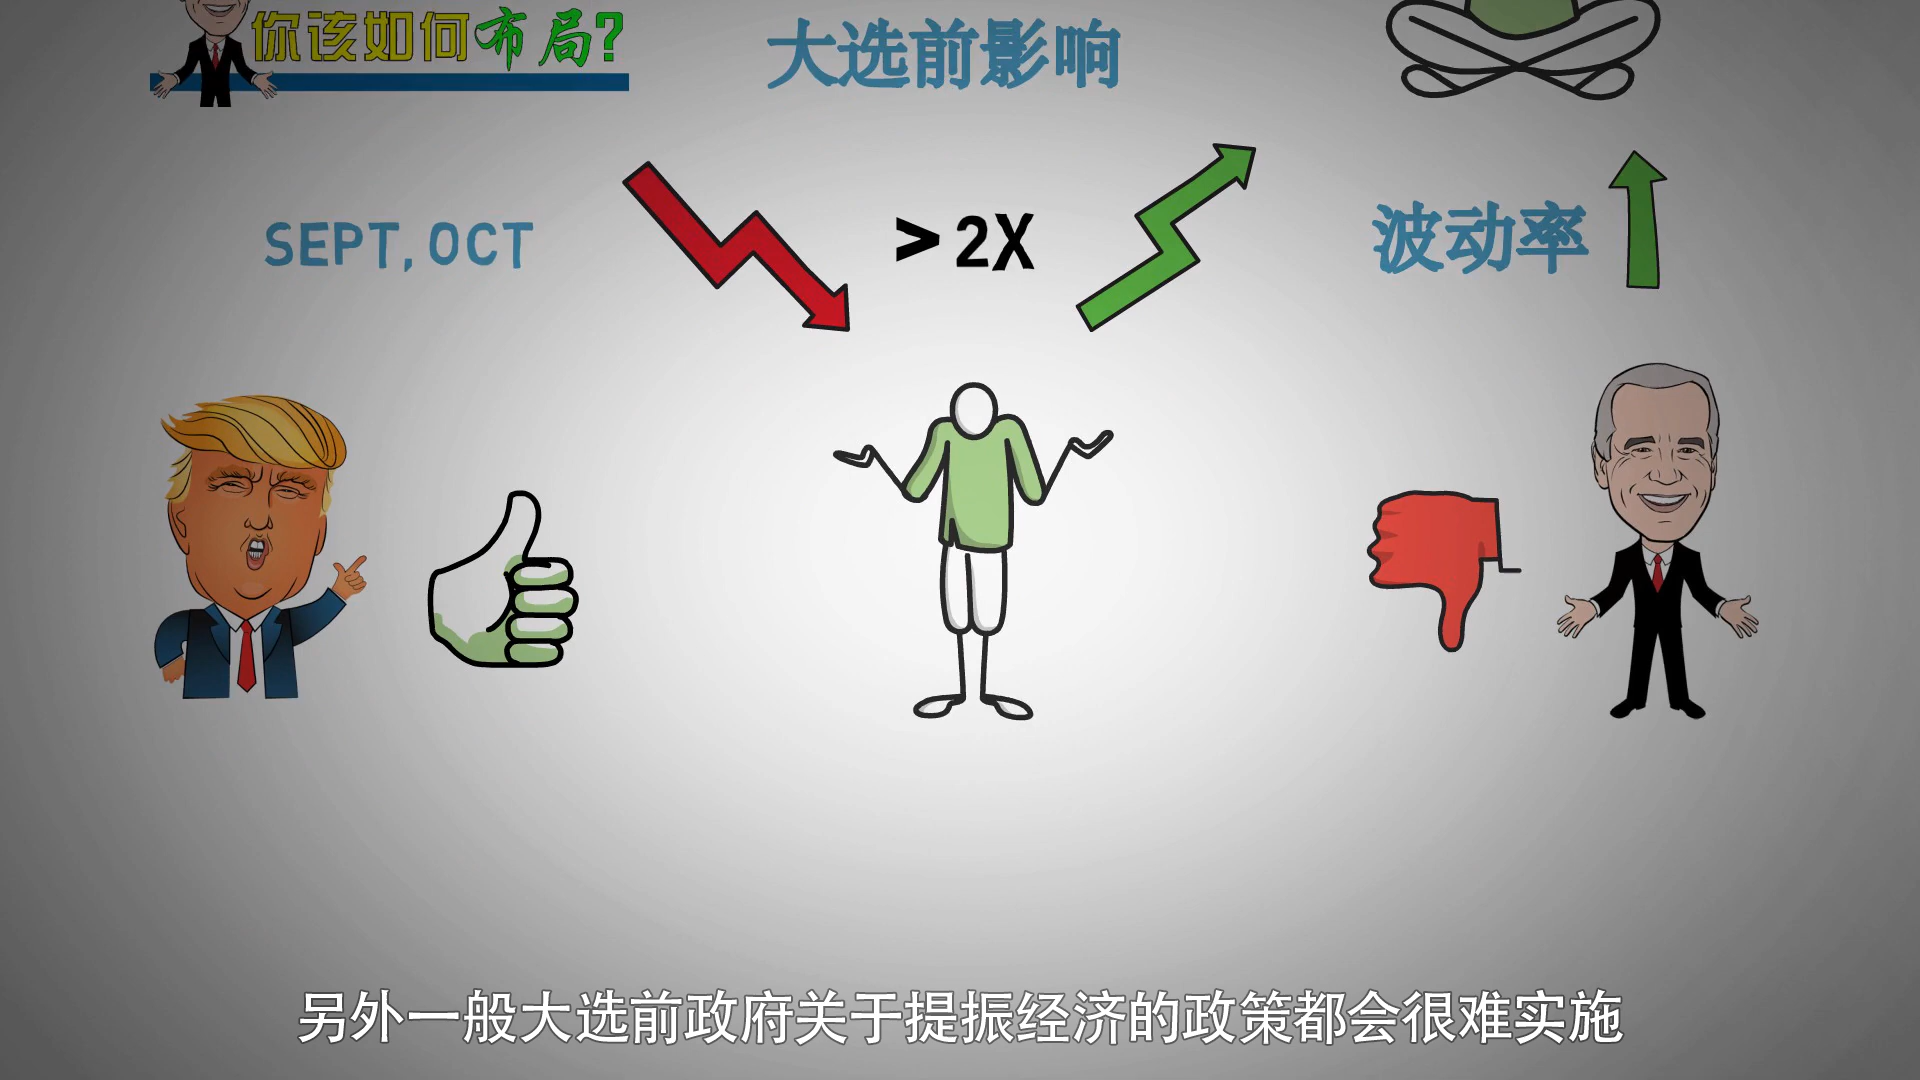 你该如何布局?
大选前影响
SEPT, OCT
> 2X
波动率
另外一般大选前政府关于提振经济的政策都会很难实施